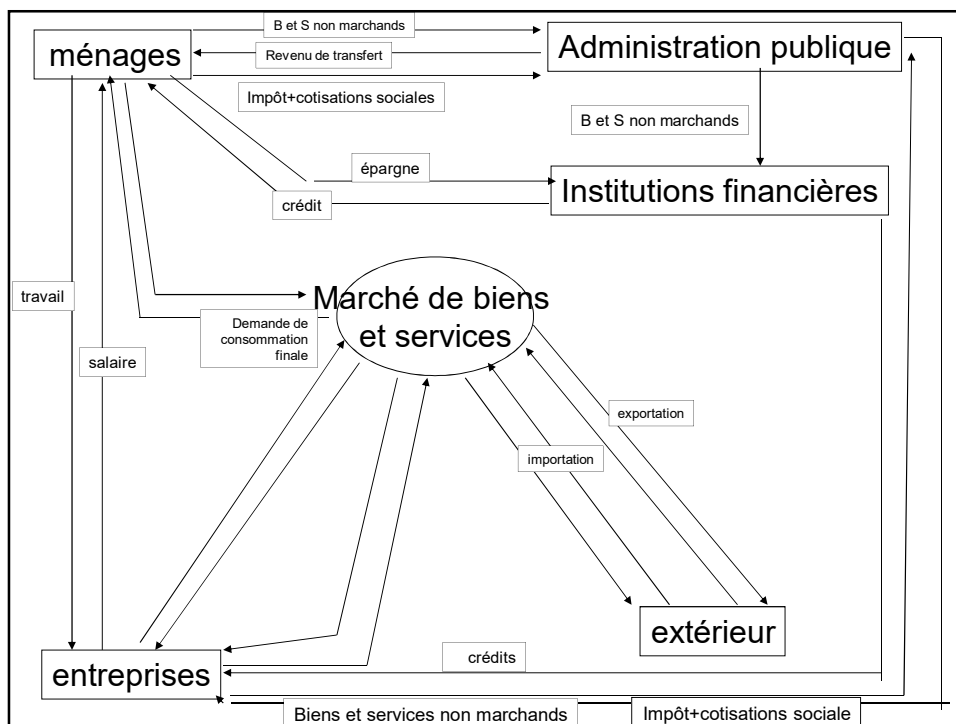 B et S non marchands
ménages
Administration publique
Revenu de transfert
Impôt+cotisations sociales
B et S non marchands
épargne
Institutions financières
crédit
travail
Marché de biens
et services
Demande de
consommation
finale
salaire
exportation
importation
extérieur
crédits
entreprises
Biens et services non marchands
Impôt+cotisations sociale